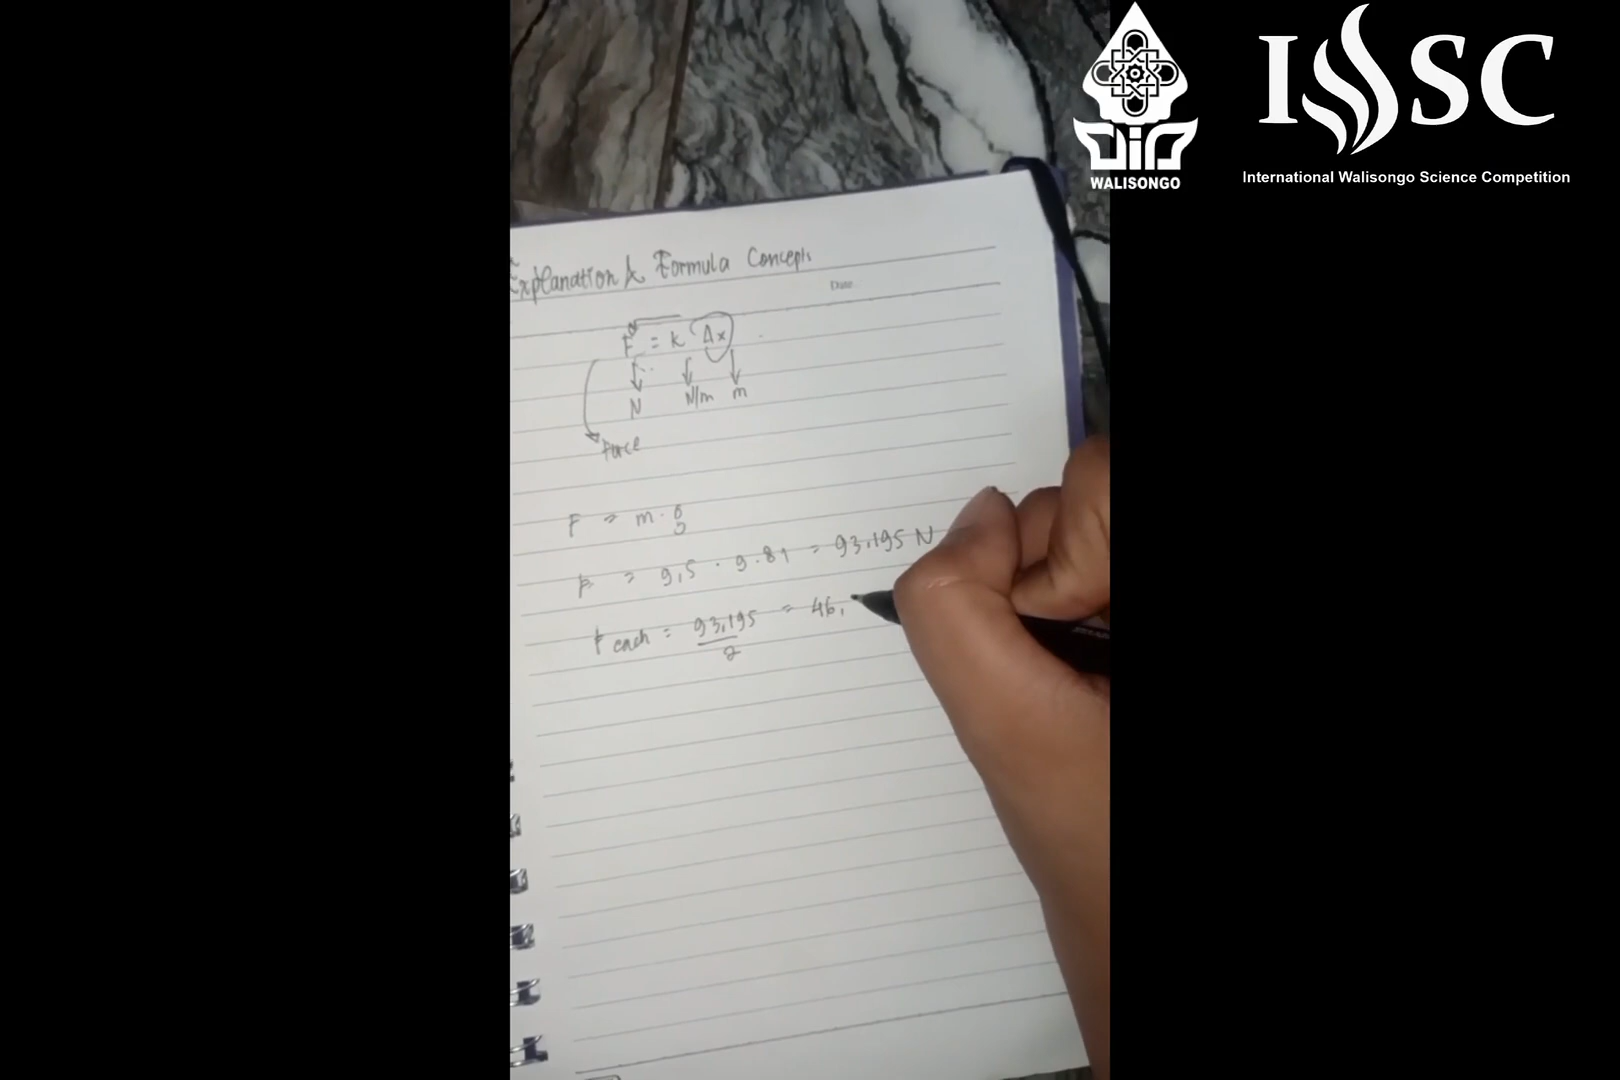 WALISONGO
ISSC
International Walisongo Science Competition
Explanation & Formula Concepts
Date
F = k Δx
N N/m m
Force
F = m · g
F = 9,5 · 9.81 = 93,195 N
F each = 93,195 / 2 = 46,